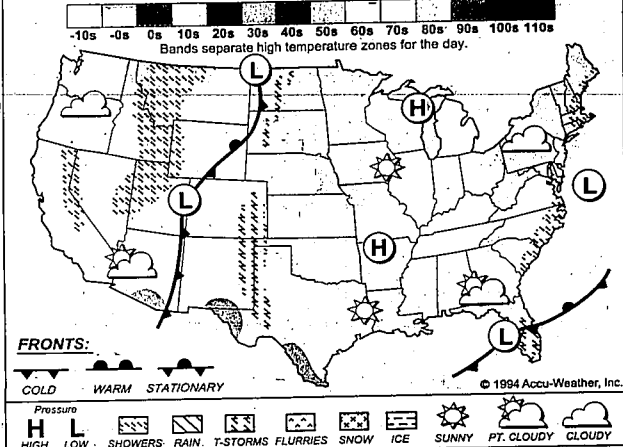 -10s -0s 0s 10s 20s 30s 40s 50s 60s 70s 80s 90s 100s 110s
Bands separate high temperature zones for the day.
L
H
L
L
H
L
FRONTS:
COLD WARM STATIONARY
© 1994 Accu-Weather, Inc.
Pressure
H L
HIGH LOW SHOWERS RAIN T-STORMS FLURRIES SNOW ICE SUNNY PT. CLOUDY CLOUDY